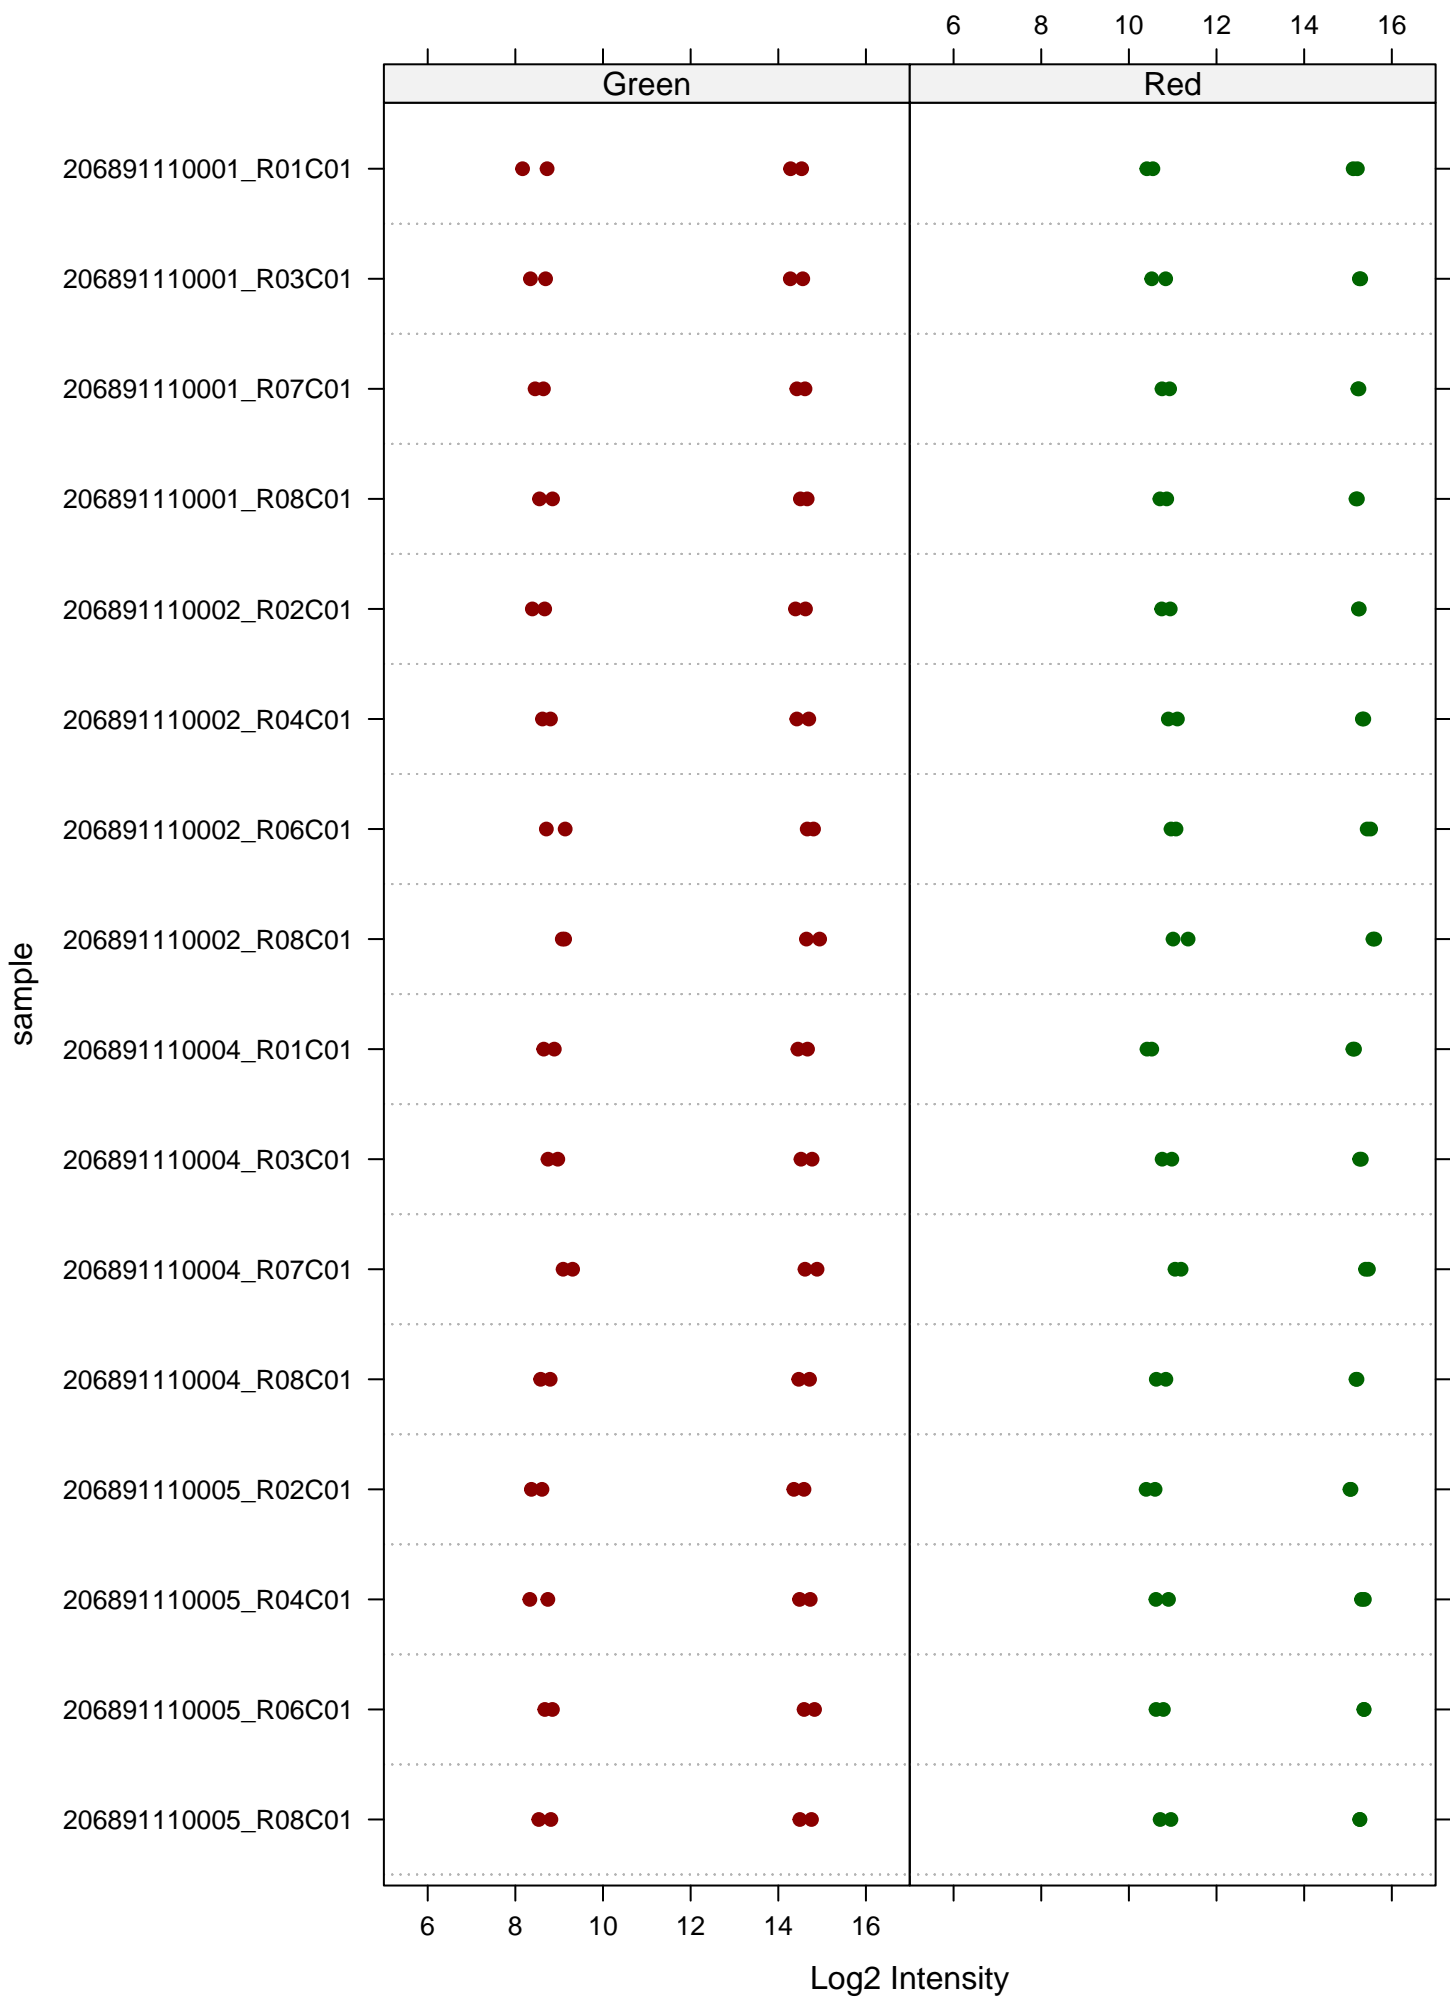 6 8 10 12 14 16
Green Red
206891110001_R01C01
206891110001_R03C01
206891110001_R07C01
206891110001_R08C01
206891110002_R02C01
206891110002_R04C01
206891110002_R06C01
206891110002_R08C01
206891110004_R01C01
206891110004_R03C01
206891110004_R07C01
206891110004_R08C01
206891110005_R02C01
206891110005_R04C01
206891110005_R06C01
206891110005_R08C01
sample
6 8 10 12 14 16
Log2 Intensity